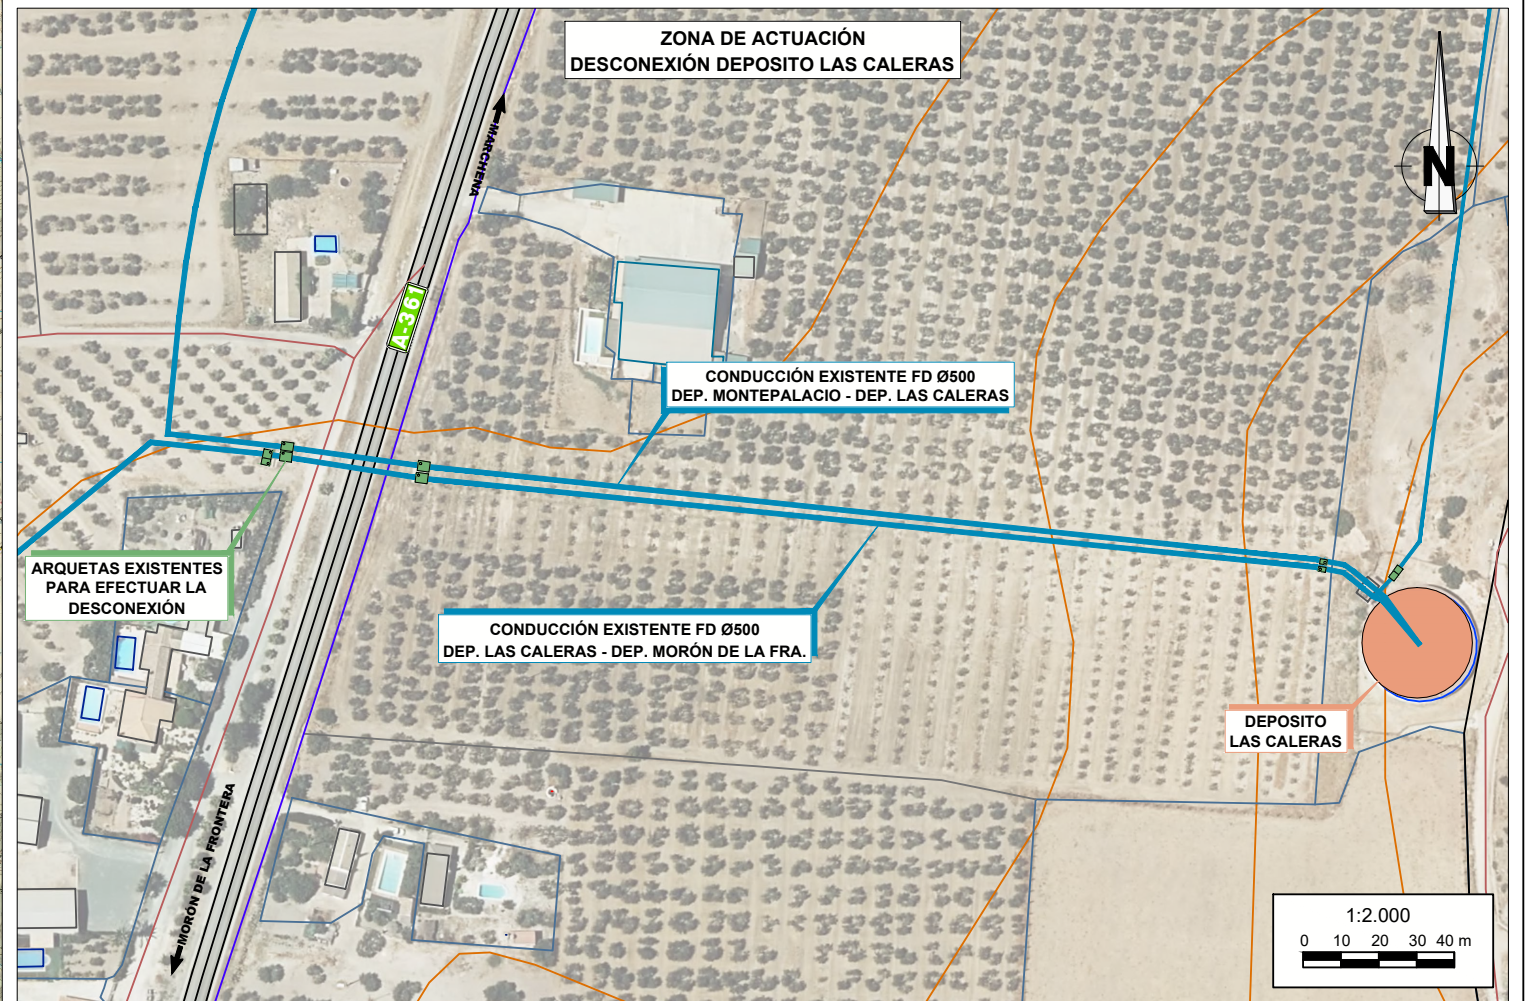 ZONA DE ACTUACIÓN
DESCONEXIÓN DEPOSITO LAS CALERAS
MARCHENA
N
A-361
CONDUCCIÓN EXISTENTE FD Ø500
DEP. MONTEPALACIO - DEP. LAS CALERAS
ARQUETAS EXISTENTES
PARA EFECTUAR LA
DESCONEXIÓN
CONDUCCIÓN EXISTENTE FD Ø500
DEP. LAS CALERAS - DEP. MORÓN DE LA FRA.
DEPOSITO
LAS CALERAS
MORÓN DE LA FRONTERA
1:2.000
0 10 20 30 40 m